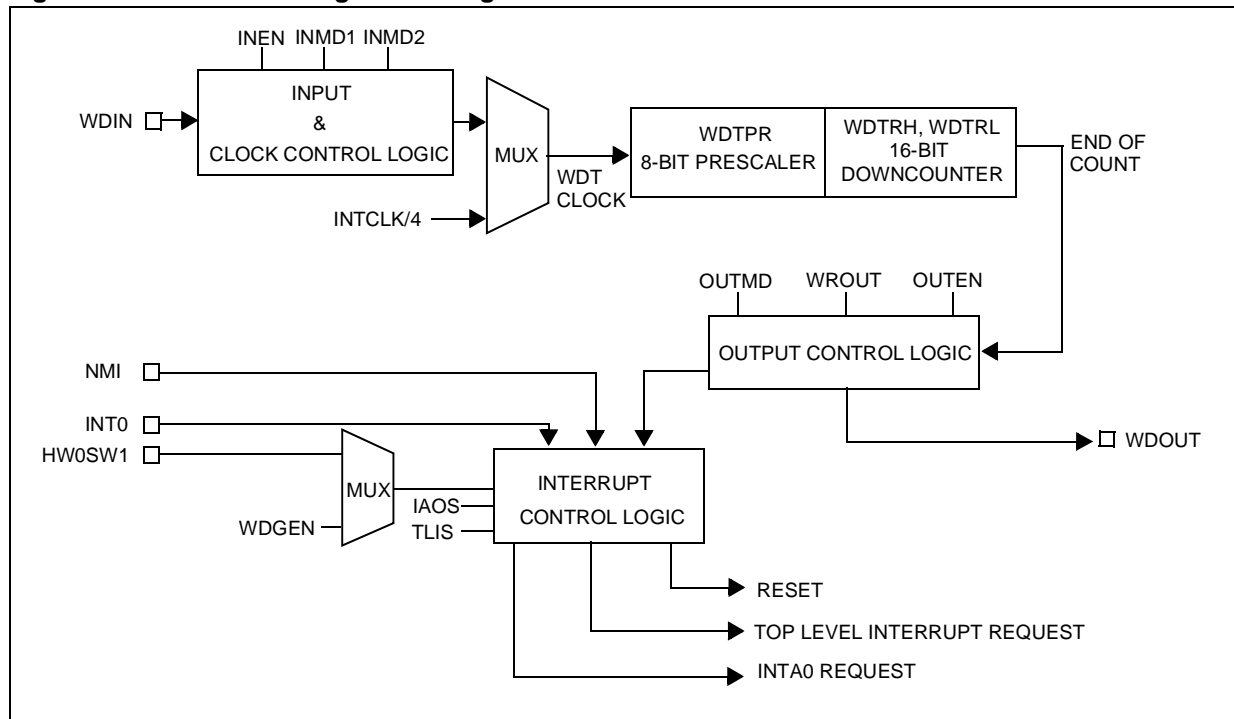 INEN INMD1 INMD2
INPUT
&
CLOCK CONTROL LOGIC
WDIN
MUX
WDT
CLOCK
INTCLK/4
WDTPR
8-BIT PRESCALER
WDTRH, WDTRL
16-BIT
DOWNCOUNTER
END OF
COUNT
OUTMD WROUT OUTEN
OUTPUT CONTROL LOGIC
NMI
INT0
HW0SW1
MUX
WDGEN
IAOS
TLIS
INTERRUPT
CONTROL LOGIC
WDOUT
RESET
TOP LEVEL INTERRUPT REQUEST
INTA0 REQUEST